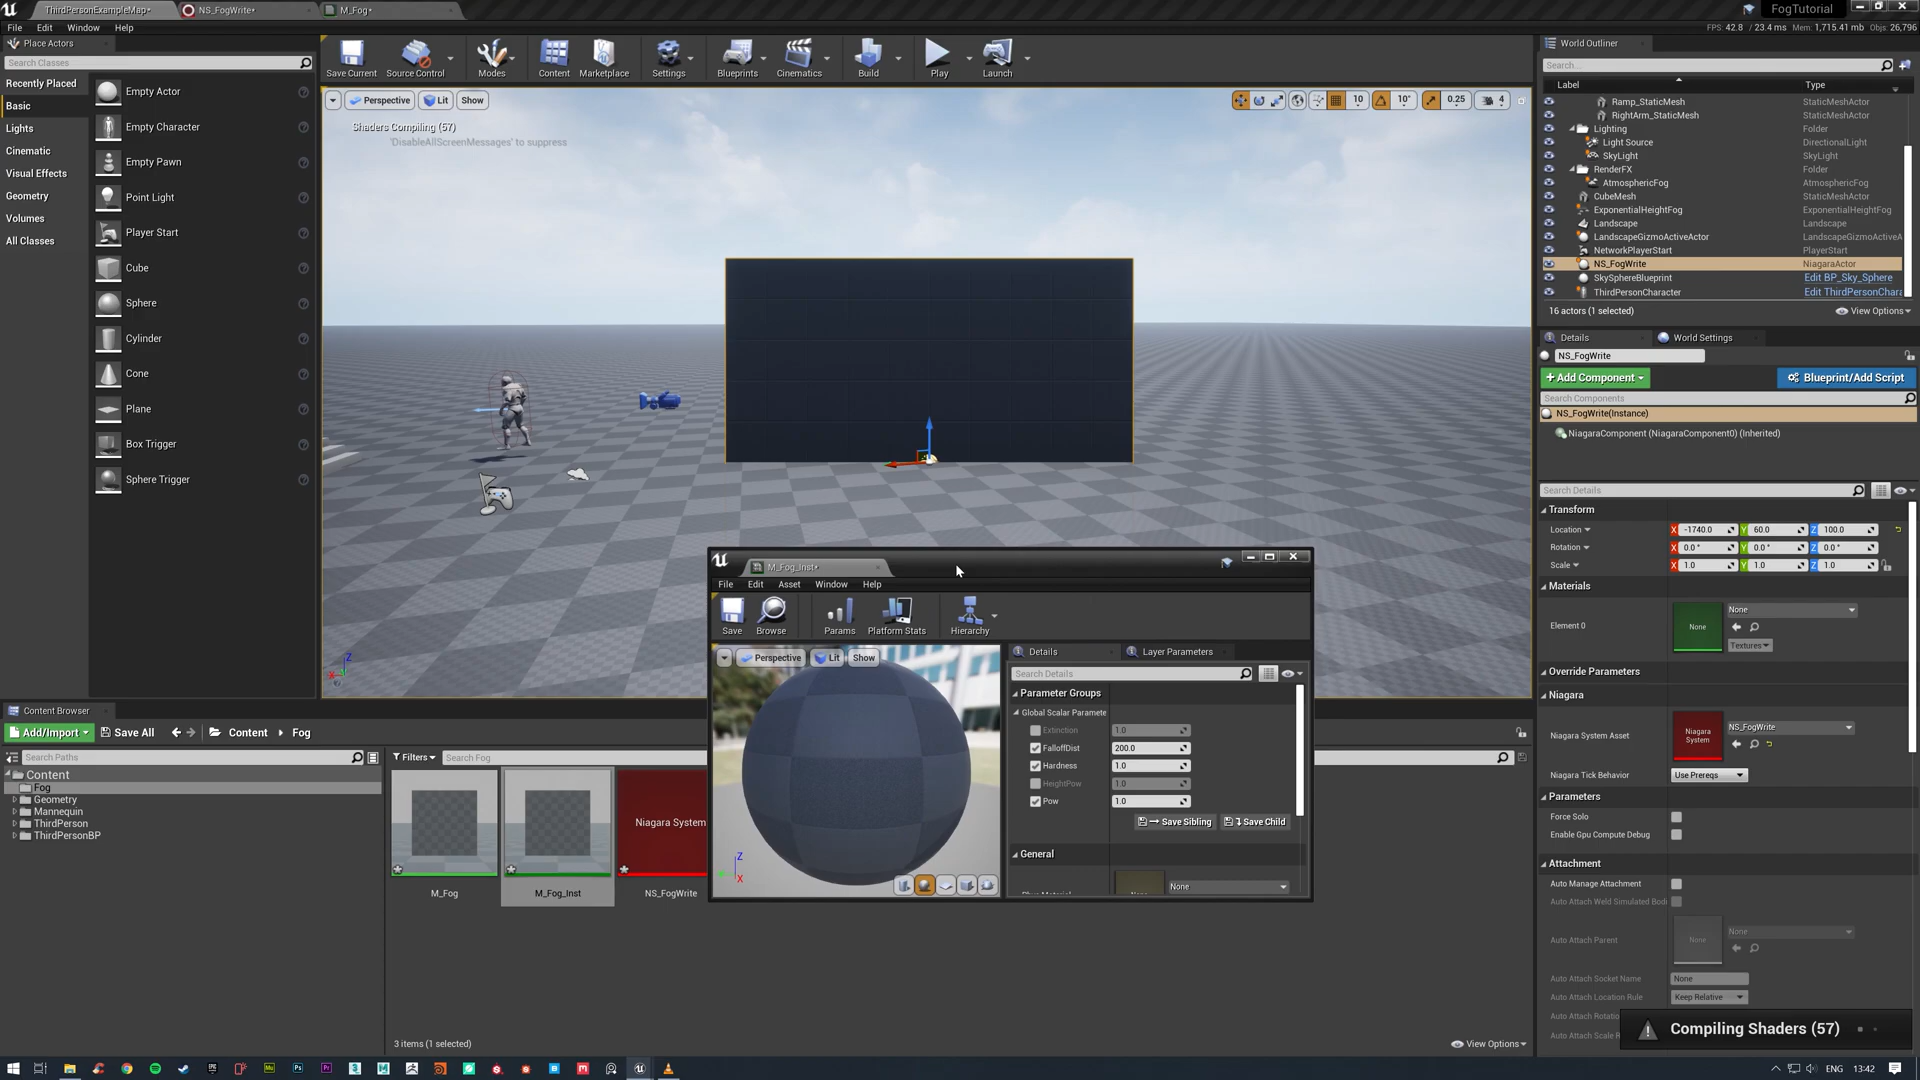 ThirdPersonExampleMap*
NS_FogWrite*
M_Fog*
FogTutorial
File Edit Window Help
FPS: 42.8 / 23.4 ms Mem: 1,715.41 mb Objs: 26,796
Place Actors
Search Classes
Recently Placed
Basic
Lights
Cinematic
Visual Effects
Geometry
Volumes
All Classes
Empty Actor
Empty Character
Empty Pawn
Point Light
Player Start
Cube
Sphere
Cylinder
Cone
Plane
Box Trigger
Sphere Trigger
Save Current
Source Control
Modes
Content
Marketplace
Settings
Blueprints
Cinematics
Build
Play
Launch
Perspective Lit Show
10 10° 0.25 4
Shaders Compiling (57)
'DisableAllScreenMessages' to suppress
World Outliner
Search...
Label Type
Ramp_StaticMesh StaticMeshActor
RightArm_StaticMesh StaticMeshActor
Lighting Folder
Light Source DirectionalLight
SkyLight SkyLight
RenderFX Folder
AtmosphericFog AtmosphericFog
CubeMesh StaticMeshActor
ExponentialHeightFog ExponentialHeightFog
Landscape Landscape
LandscapeGizmoActiveActor LandscapeGizmoActiveA
NetworkPlayerStart PlayerStart
NS_FogWrite NiagaraActor
SkySphereBlueprint Edit BP_Sky_Sphere
ThirdPersonCharacter Edit ThirdPersonChara
16 actors (1 selected)
View Options
Details
World Settings
NS_FogWrite
+ Add Component
Blueprint/Add Script
Search Components
NS_FogWrite(Instance)
NiagaraComponent (NiagaraComponent0) (Inherited)
Search Details
Transform
Location X -1740.0 Y 60.0 Z 100.0
Rotation X 0.0 ° Y 0.0 ° Z 0.0 °
Scale X 1.0 Y 1.0 Z 1.0
Materials
Element 0
None
None
Textures
Override Parameters
Niagara
Niagara System Asset
Niagara System
NS_FogWrite
Niagara Tick Behavior
Use Prereqs
Parameters
Force Solo
Enable Gpu Compute Debug
Attachment
Auto Manage Attachment
Auto Attach Weld Simulated Bodi
Auto Attach Parent
None
None
Auto Attach Socket Name
None
Auto Attach Location Rule
Keep Relative
Auto Attach Rotatio
Auto Attach Scale R
Compiling Shaders (57)
M_Fog_Inst*
File Edit Asset Window Help
Save
Browse
Params
Platform Stats
Hierarchy
Perspective Lit Show
Z
X
Details
Layer Parameters
Search Details
Parameter Groups
Global Scalar Paramete
Extinction 1.0
FalloffDist 200.0
Hardness 1.0
HeightPow 1.0
Pow 1.0
Save Sibling
Save Child
General
None
Content Browser
Add/Import
Save All
Content
Fog
Search Paths
Filters
Search Fog
Content
Fog
Geometry
Mannequin
ThirdPerson
ThirdPersonBP
M_Fog
M_Fog_Inst
Niagara System
NS_FogWrite
3 items (1 selected)
View Options
ENG
13:42